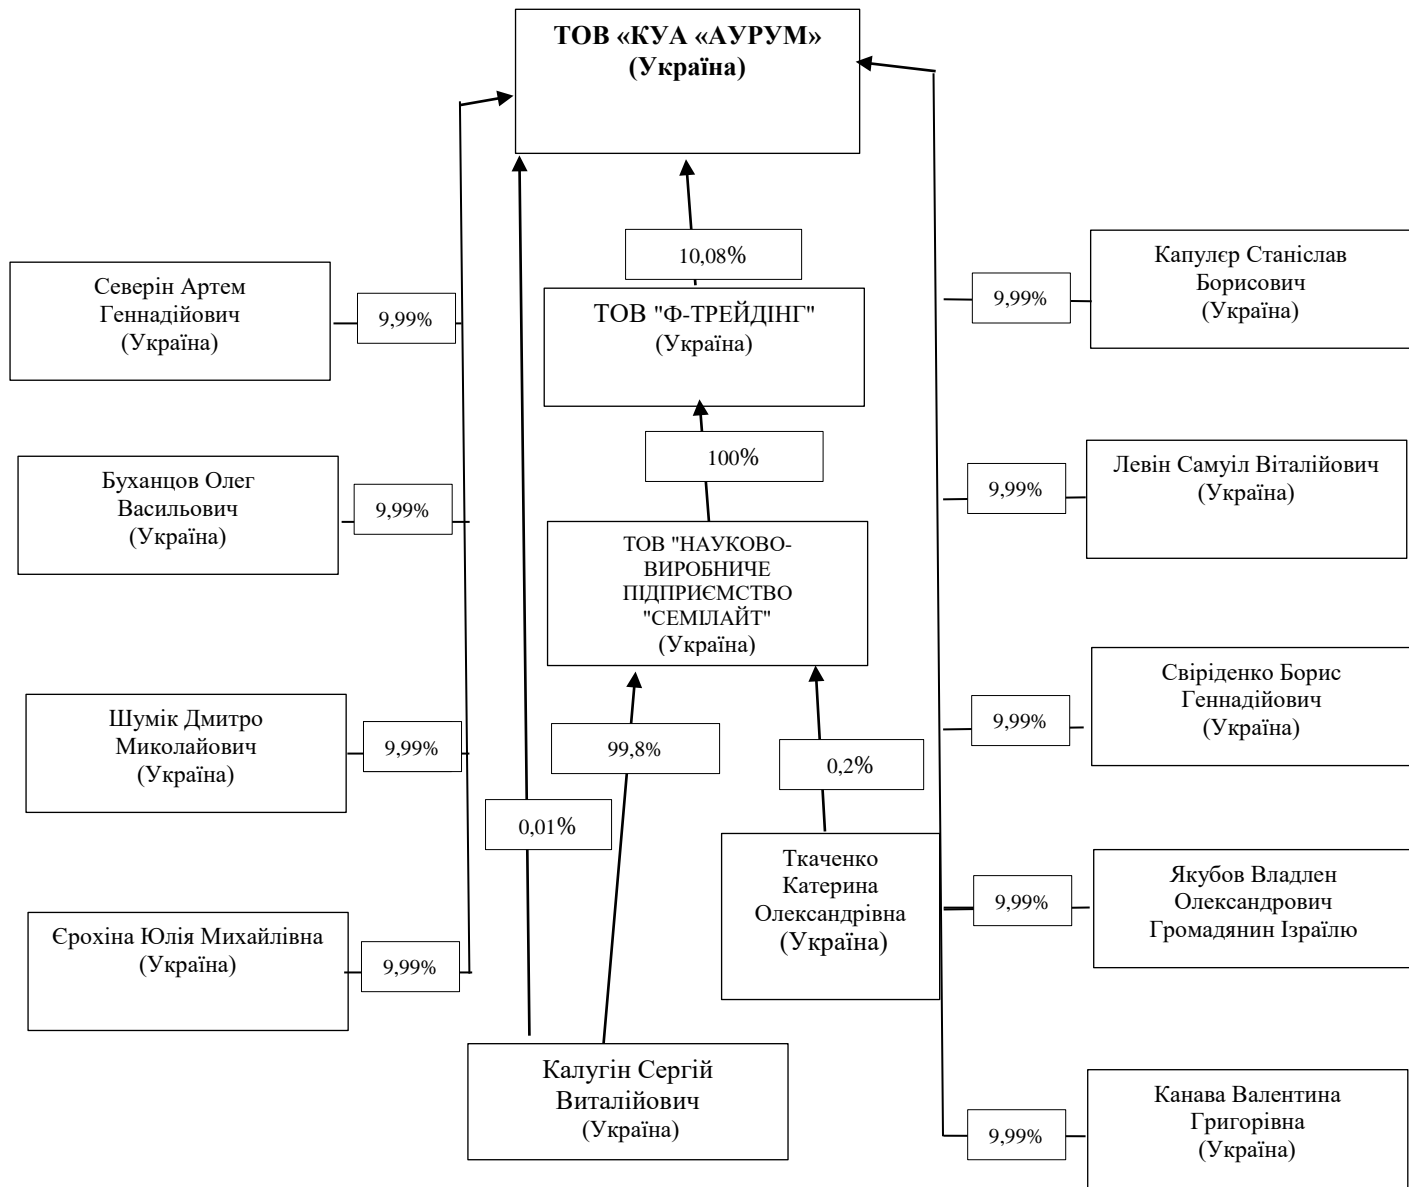 ТОВ «КУА «АУРУМ»
(Україна)
10,08%
Северін Артем
Геннадійович
(Україна)
9,99%
ТОВ "Ф-ТРЕЙДІНГ"
(Україна)
9,99%
Капулєр Станіслав
Борисович
(Україна)
100%
Буханцов Олег
Васильович
(Україна)
9,99%
9,99%
Левін Самуіл Віталійович
(Україна)
ТОВ "НАУКОВО-
ВИРОБНИЧЕ
ПІДПРИЄМСТВО
"СЕМІЛАЙТ"
(Україна)
Шумік Дмитро
Миколайович
(Україна)
9,99%
99,8%
0,2%
9,99%
Свіріденко Борис
Геннадійович
(Україна)
0,01%
Ткаченко
Катерина
Олександрівна
(Україна)
9,99%
Якубов Владлен
Олександрович
Громадянин Ізраїлю
Єрохіна Юлія Михайлівна
(Україна)
9,99%
Калугін Сергій
Виталійович
(Україна)
9,99%
Канава Валентина
Григорівна
(Україна)